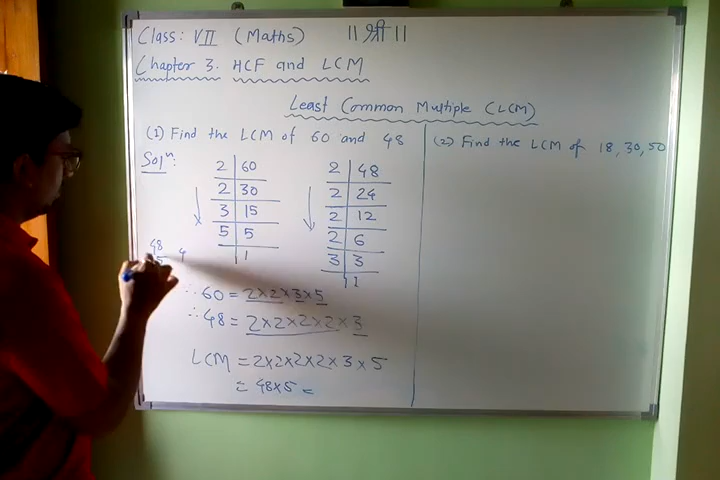 Class: VII (Maths) || श्री ||
Chapter 3. HCF and LCM
Least Common Multiple (LCM)
(1) Find the LCM of 60 and 48
Solⁿ:
2 | 60
2 | 30
3 | 15
5 | 5
| 1
2 | 48
2 | 24
2 | 12
2 | 6
3 | 3
| 1
48
4
∴ 60 = 2×2×3×5
∴ 48 = 2×2×2×2×3
LCM = 2×2×2×2×3×5
= 48×5 =
(2) Find the LCM of 18, 30, 50